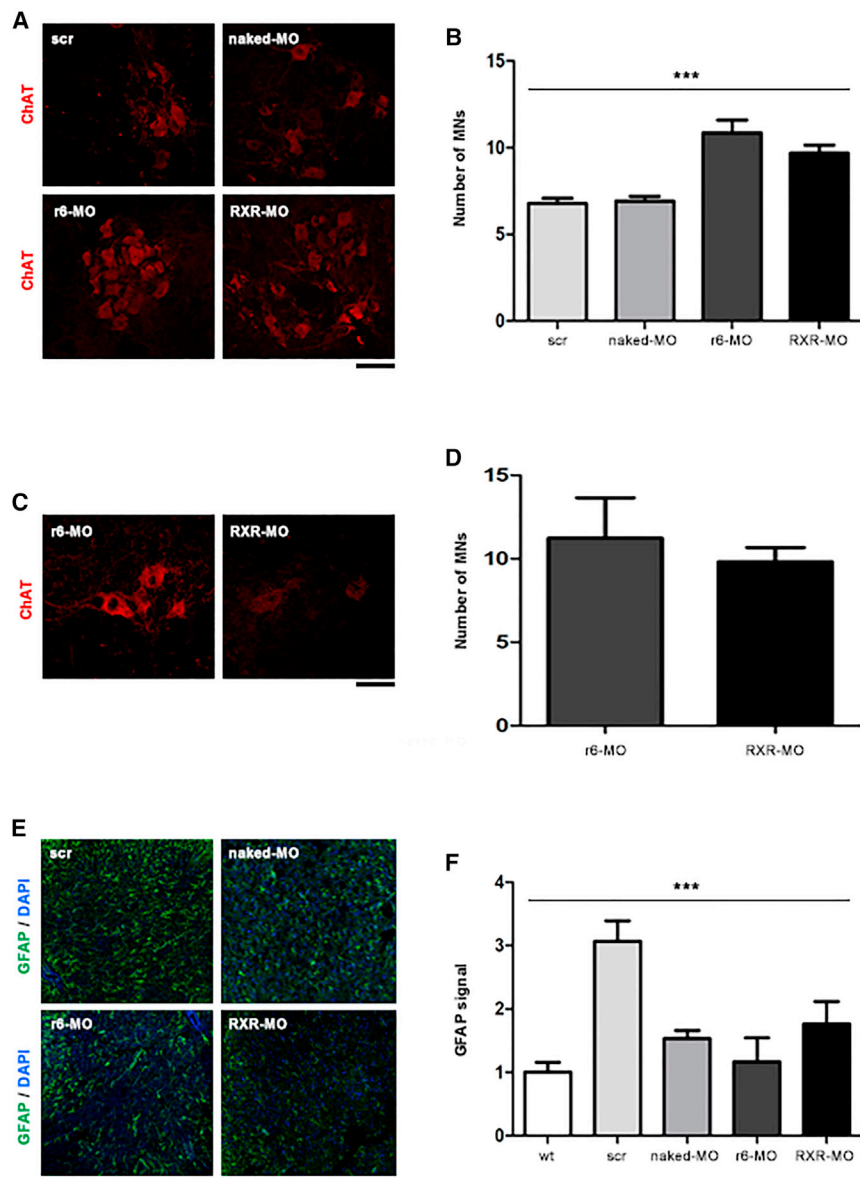 A
scr
naked-MO
ChAT
r6-MO
RXR-MO
ChAT
B
15
10
5
0
Number of MNs
***
scr
naked-MO
r6-MO
RXR-MO
C
r6-MO
RXR-MO
ChAT
D
15
10
5
0
Number of MNs
r6-MO
RXR-MO
E
scr
naked-MO
GFAP / DAPI
r6-MO
RXR-MO
GFAP / DAPI
F
4
3
2
1
0
GFAP signal
***
wt
scr
naked-MO
r6-MO
RXR-MO